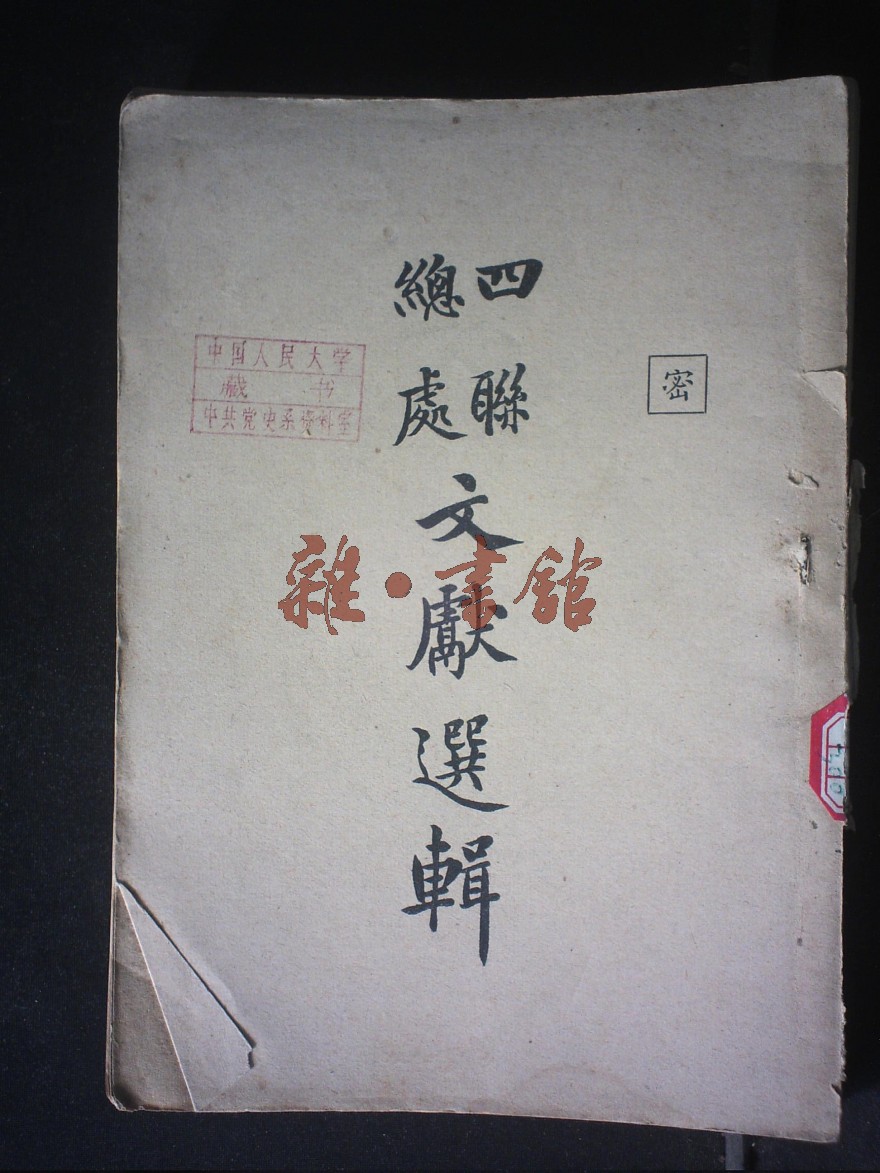 密
四聯
總處
文獻選輯
中国人民大学
藏书
中共党史系资料室
雜·書館